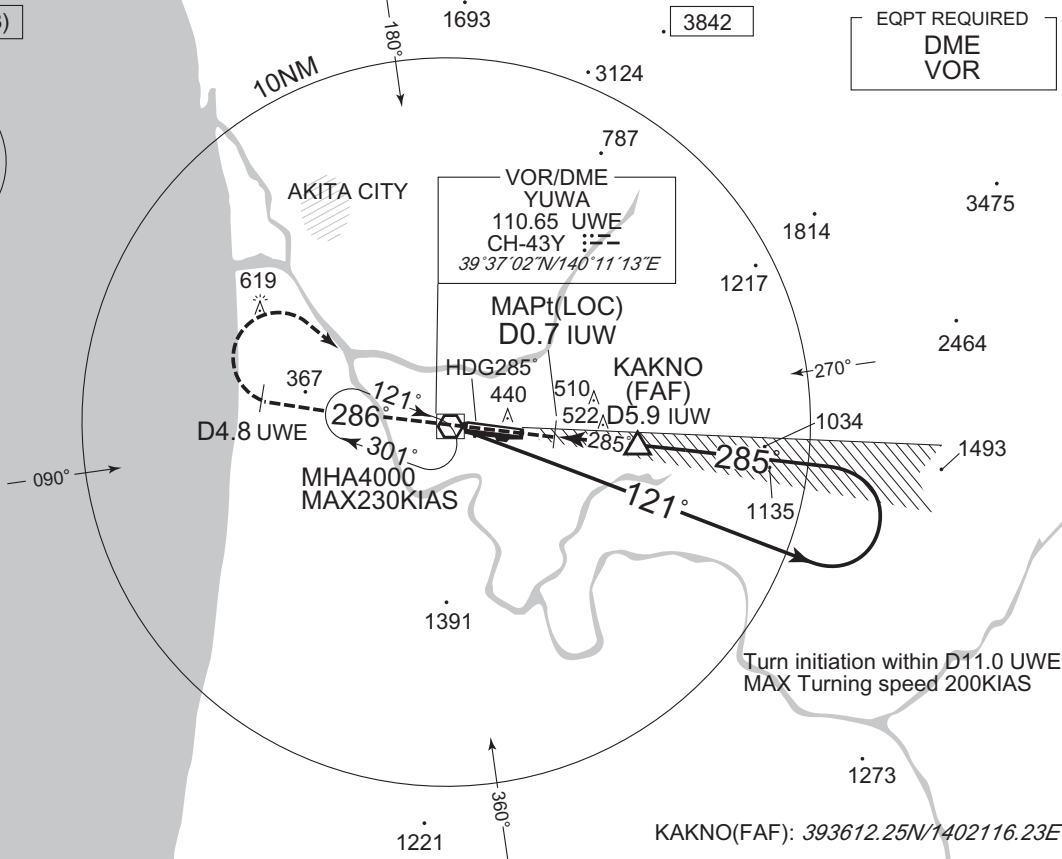 )
1693
180°
3842
EQPT REQUIRED
DME
VOR
10NM
3124
787
AKITA CITY
VOR/DME
YUWA
110.65 UWE
CH-43Y
39°37'02"N/140°11'13"E
3475
1814
1217
619
MAPt(LOC)
D0.7 IUW
2464
HDG285°
KAKNO
(FAF)
270°
367
121°
440
510
522
D5.9 IUW
1034
286°
D4.8 UWE
285°
285°
1493
301°
090°
MHA4000
MAX230KIAS
121°
1135
1391
Turn initiation within D11.0 UWE
MAX Turning speed 200KIAS
1273
360°
1221
KAKNO(FAF): 393612.25N/1402116.23E